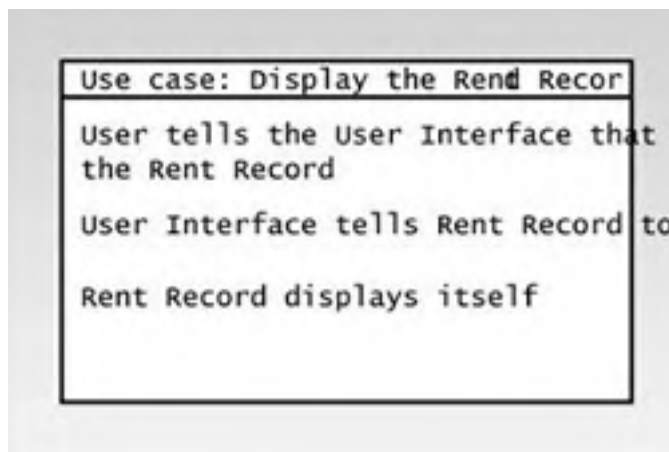 Use case: Display the Rend Recor
User tells the User Interface that
the Rent Record
User Interface tells Rent Record to
Rent Record displays itself